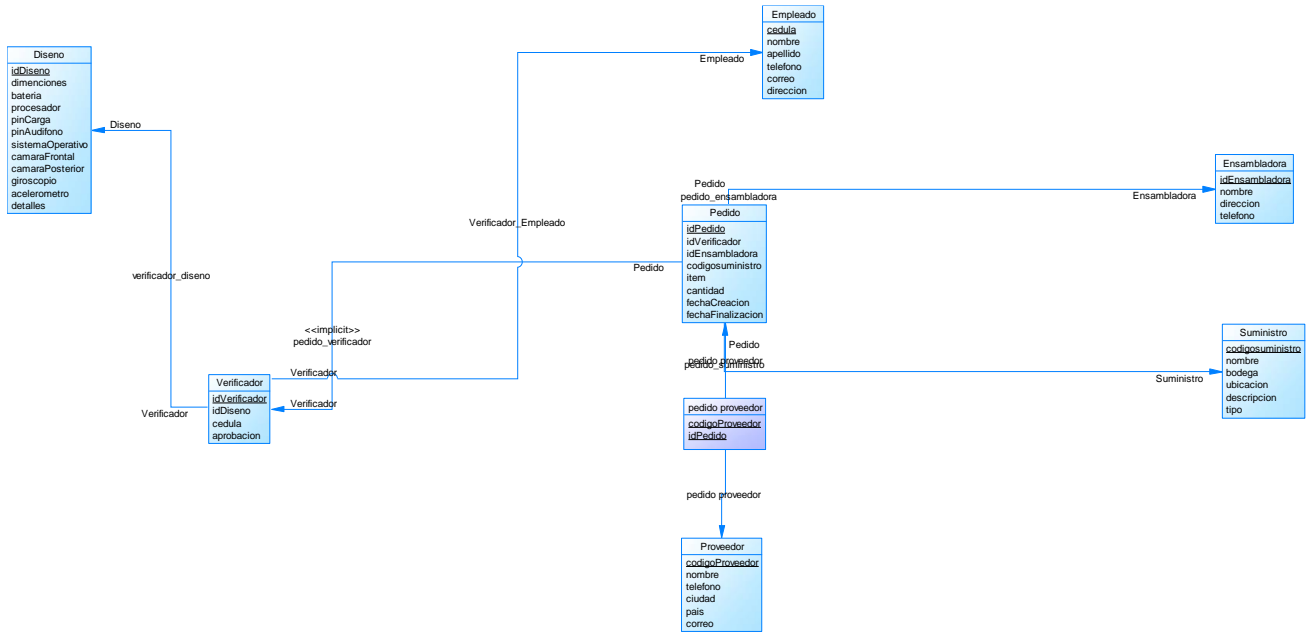 Empleado
cedula
nombre
apellido
telefono
correo
direccion
Empleado
Diseno
idDiseno
dimenciones
bateria
procesador
pinCarga
pinAudifono
sistemaOperativo
camaraFrontal
camaraPosterior
giroscopio
acelerometro
detalles
Diseno
Ensambladora
idEnsambladora
nombre
direccion
telefono
Ensambladora
Pedido
pedido_ensambladora
Pedido
idPedido
idVerificador
idEnsambladora
codigosuministro
item
cantidad
fechaCreacion
fechaFinalizacion
Verificador_Empleado
Pedido
verificador_diseno
<<implicit>>
pedido_verificador
Pedido
pedido proveedor
pedido_suministro
Suministro
Suministro
codigosuministro
nombre
bodega
ubicacion
descripcion
tipo
Verificador
Verificador
Verificador
Verificador
idVerificador
idDiseno
cedula
aprobacion
pedido proveedor
codigoProveedor
idPedido
pedido proveedor
Proveedor
codigoProveedor
nombre
telefono
ciudad
pais
correo